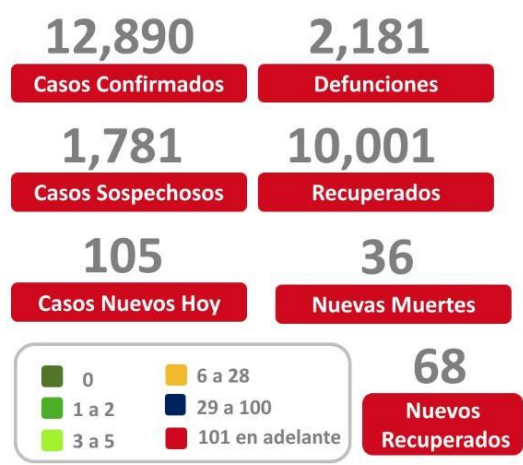 12,890
Casos Confirmados
2,181
Defunciones
1,781
Casos Sospechosos
10,001
Recuperados
105
Casos Nuevos Hoy
36
Nuevas Muertes
0
1 a 2
3 a 5
6 a 28
29 a 100
101 en adelante
68
Nuevos
Recuperados